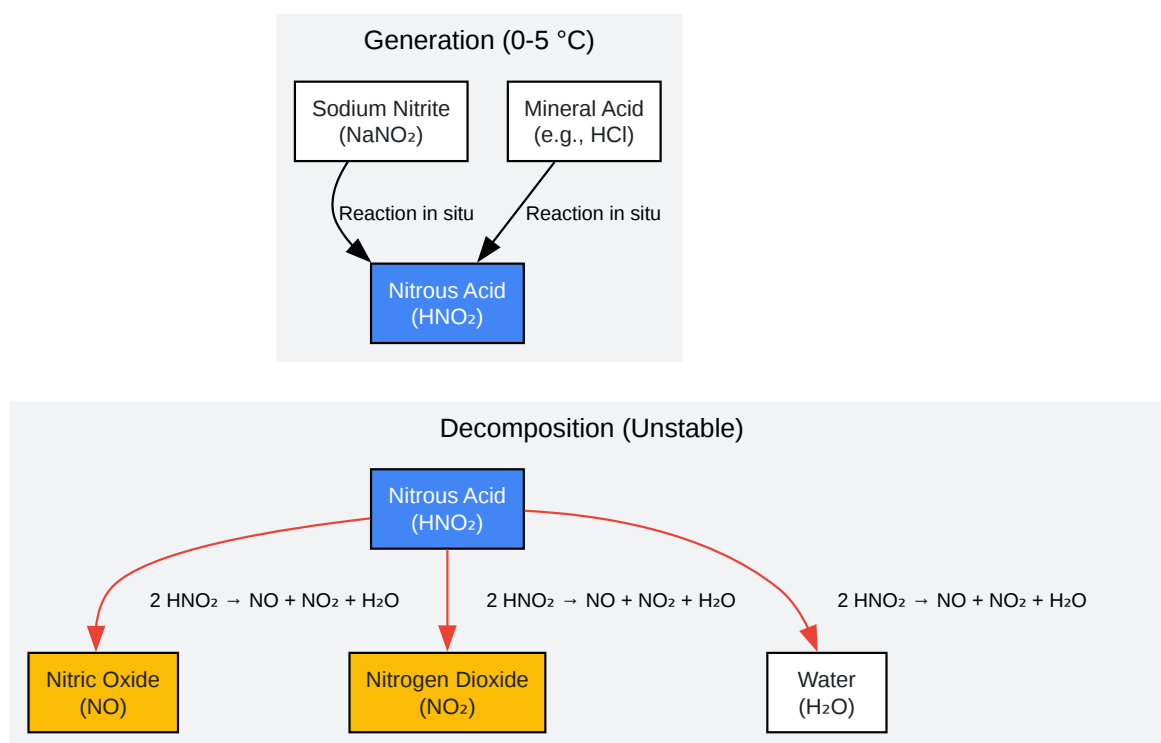 Generation (0-5 °C)
Sodium Nitrite
(NaNO₂)
Mineral Acid
(e.g., HCl)
Reaction in situ
Reaction in situ
Nitrous Acid
(HNO₂)
Decomposition (Unstable)
Nitrous Acid
(HNO₂)
2 HNO₂ → NO + NO₂ + H₂O
2 HNO₂ → NO + NO₂ + H₂O
2 HNO₂ → NO + NO₂ + H₂O
Nitric Oxide
(NO)
Nitrogen Dioxide
(NO₂)
Water
(H₂O)